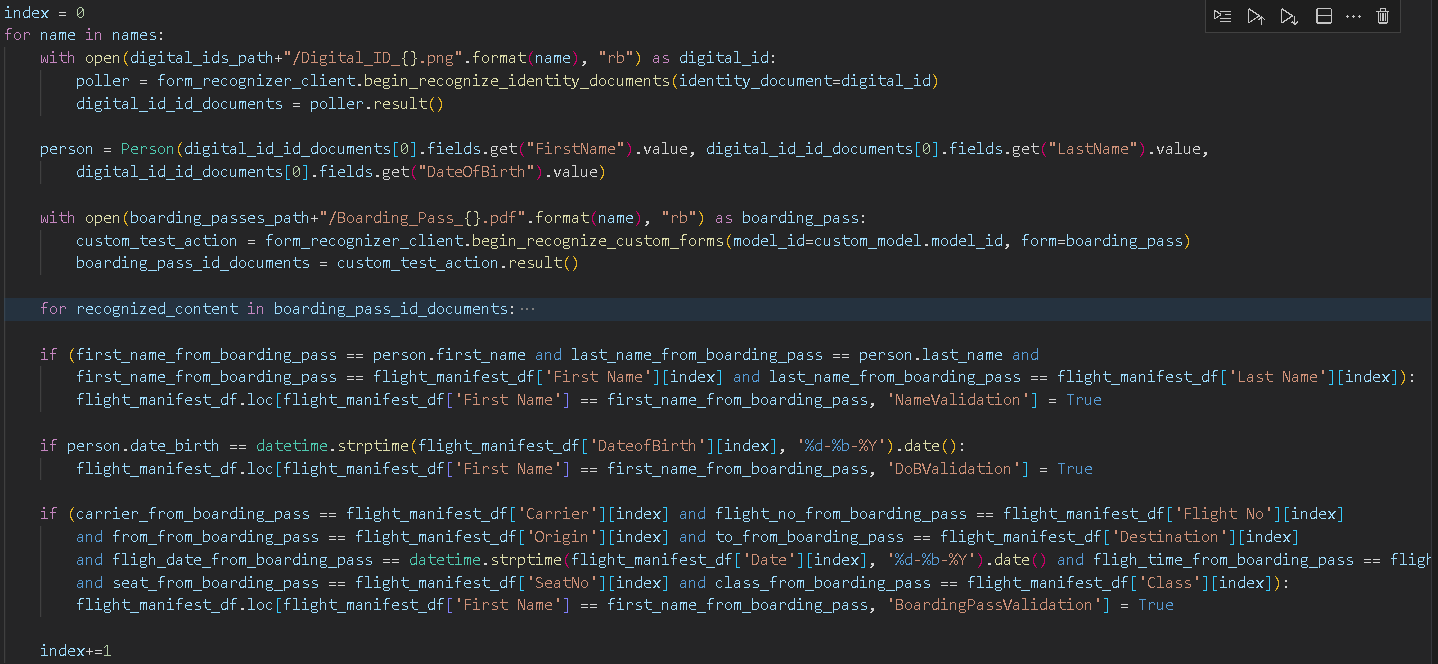 index = 0
for name in names:
    with open(digital_ids_path+"/Digital_ID_{}.png".format(name), "rb") as digital_id:
        poller = form_recognizer_client.begin_recognize_identity_documents(identity_document=digital_id)
        digital_id_id_documents = poller.result()

    person = Person(digital_id_id_documents[0].fields.get("FirstName").value, digital_id_id_documents[0].fields.get("LastName").value,
        digital_id_id_documents[0].fields.get("DateOfBirth").value)

    with open(boarding_passes_path+"/Boarding_Pass_{}.pdf".format(name), "rb") as boarding_pass:
        custom_test_action = form_recognizer_client.begin_recognize_custom_forms(model_id=custom_model.model_id, form=boarding_pass)
        boarding_pass_id_documents = custom_test_action.result()

    for recognized_content in boarding_pass_id_documents:···

    if (first_name_from_boarding_pass == person.first_name and last_name_from_boarding_pass == person.last_name and
        first_name_from_boarding_pass == flight_manifest_df['First Name'][index] and last_name_from_boarding_pass == flight_manifest_df['Last Name'][index]):
        flight_manifest_df.loc[flight_manifest_df['First Name'] == first_name_from_boarding_pass, 'NameValidation'] = True

    if person.date_birth == datetime.strptime(flight_manifest_df['DateofBirth'][index], '%d-%b-%Y').date():
        flight_manifest_df.loc[flight_manifest_df['First Name'] == first_name_from_boarding_pass, 'DoBValidation'] = True

    if (carrier_from_boarding_pass == flight_manifest_df['Carrier'][index] and flight_no_from_boarding_pass == flight_manifest_df['Flight No'][index]
        and from_from_boarding_pass == flight_manifest_df['Origin'][index] and to_from_boarding_pass == flight_manifest_df['Destination'][index]
        and fligh_date_from_boarding_pass == datetime.strptime(flight_manifest_df['Date'][index], '%d-%b-%Y').date() and fligh_time_from_boarding_pass == fligh
        and seat_from_boarding_pass == flight_manifest_df['SeatNo'][index] and class_from_boarding_pass == flight_manifest_df['Class'][index]):
        flight_manifest_df.loc[flight_manifest_df['First Name'] == first_name_from_boarding_pass, 'BoardingPassValidation'] = True

    index+=1